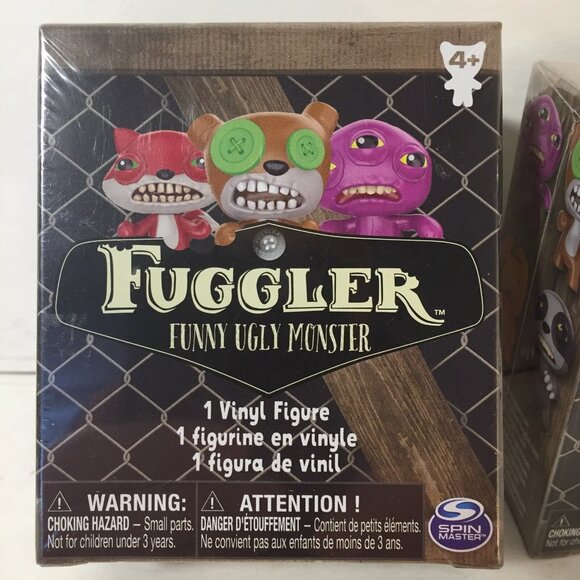 4+
FUGGLER™
FUNNY UGLY MONSTER
1 Vinyl Figure
1 figurine en vinyle
1 figura de vinil
WARNING:
CHOKING HAZARD – Small parts.
Not for children under 3 years.
ATTENTION !
DANGER D'ÉTOUFFEMENT – Contient de petits éléments.
Ne convient pas aux enfants de moins de 3 ans.
SPIN
MASTER™